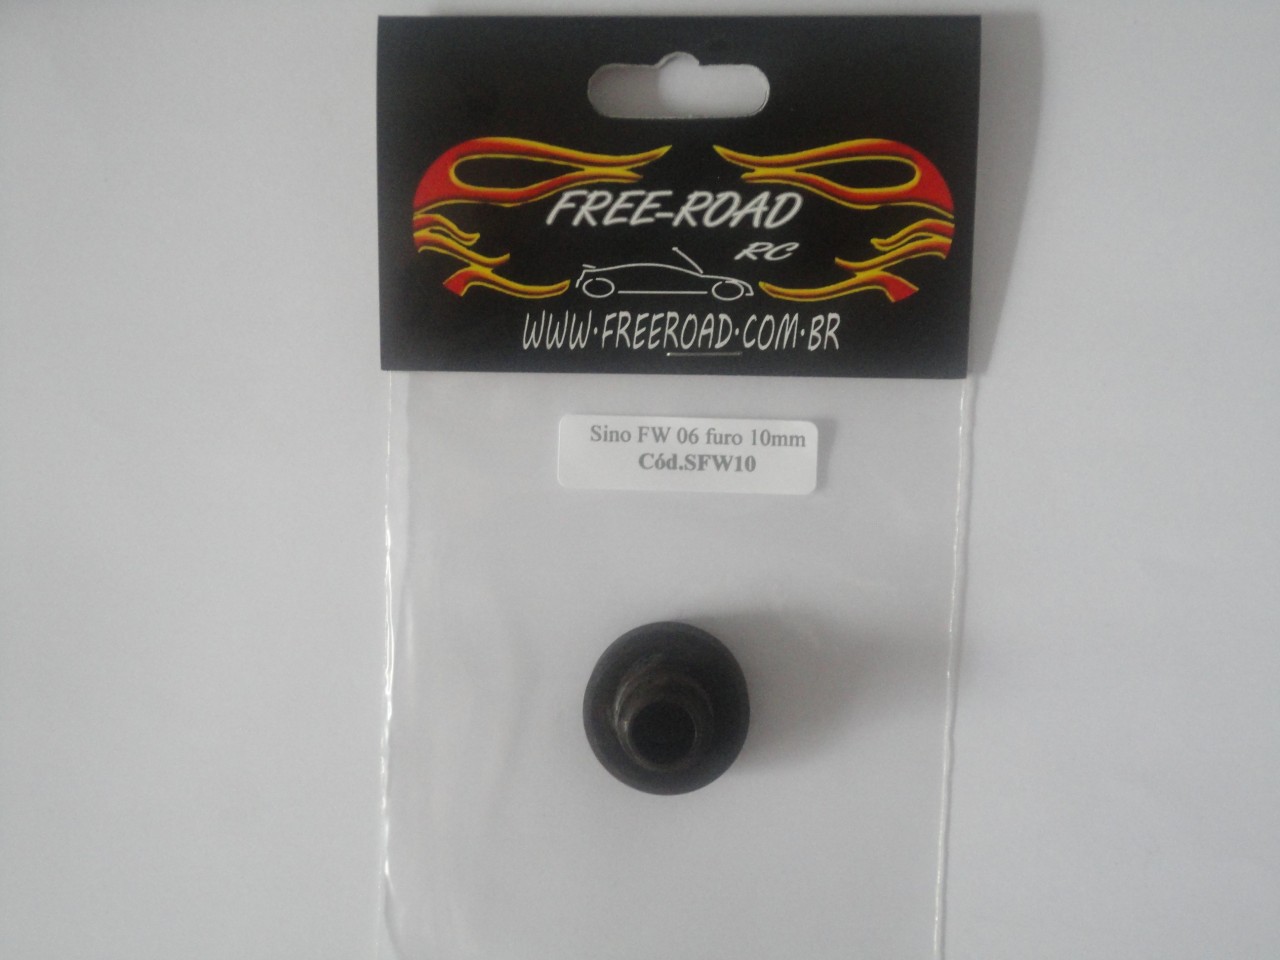 FREE-ROAD
RC
WWW.FREEROAD.COM.BR
Sino FW 06 furo 10mm
Cód.SFW10